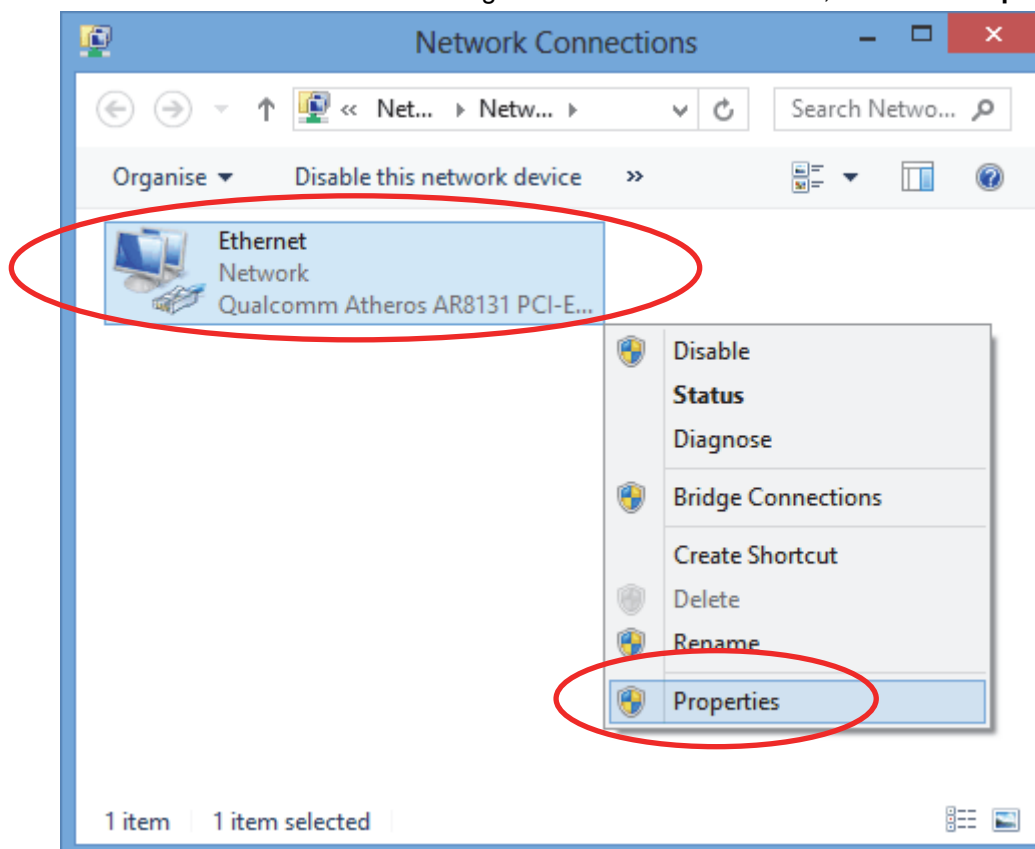 Network Connections
« Net... Netw...
Search Netwo...
Organise
Disable this network device »
Ethernet
Network
Qualcomm Atheros AR8131 PCI-E...
Disable
Status
Diagnose
Bridge Connections
Create Shortcut
Delete
Rename
Properties
1 item 1 item selected